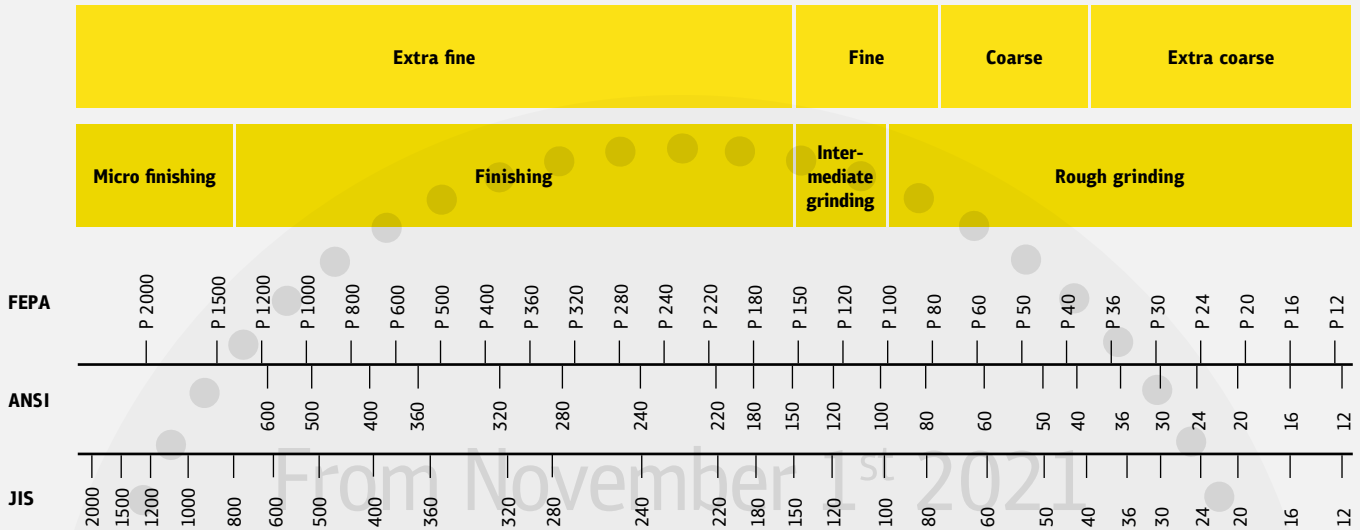 Extra fine Fine Coarse Extra coarse
Micro finishing Finishing Inter-
mediate
grinding Rough grinding
FEPA P 2000 P 1500 P 1200 P 1000 P 800 P 600 P 500 P 400 P 360 P 320 P 280 P 240 P 220 P 180 P 150 P 120 P 100 P 80 P 60 P 50 P 40 P 36 P 30 P 24 P 20 P 16 P 12
ANSI 600 500 400 360 320 280 240 220 180 150 120 100 80 60 50 40 36 30 24 20 16 12
From November 1st 2021
JIS 2000 1500 1200 1000 800 600 500 400 360 320 280 240 220 180 150 120 100 80 60 50 40 36 30 24 20 16 12